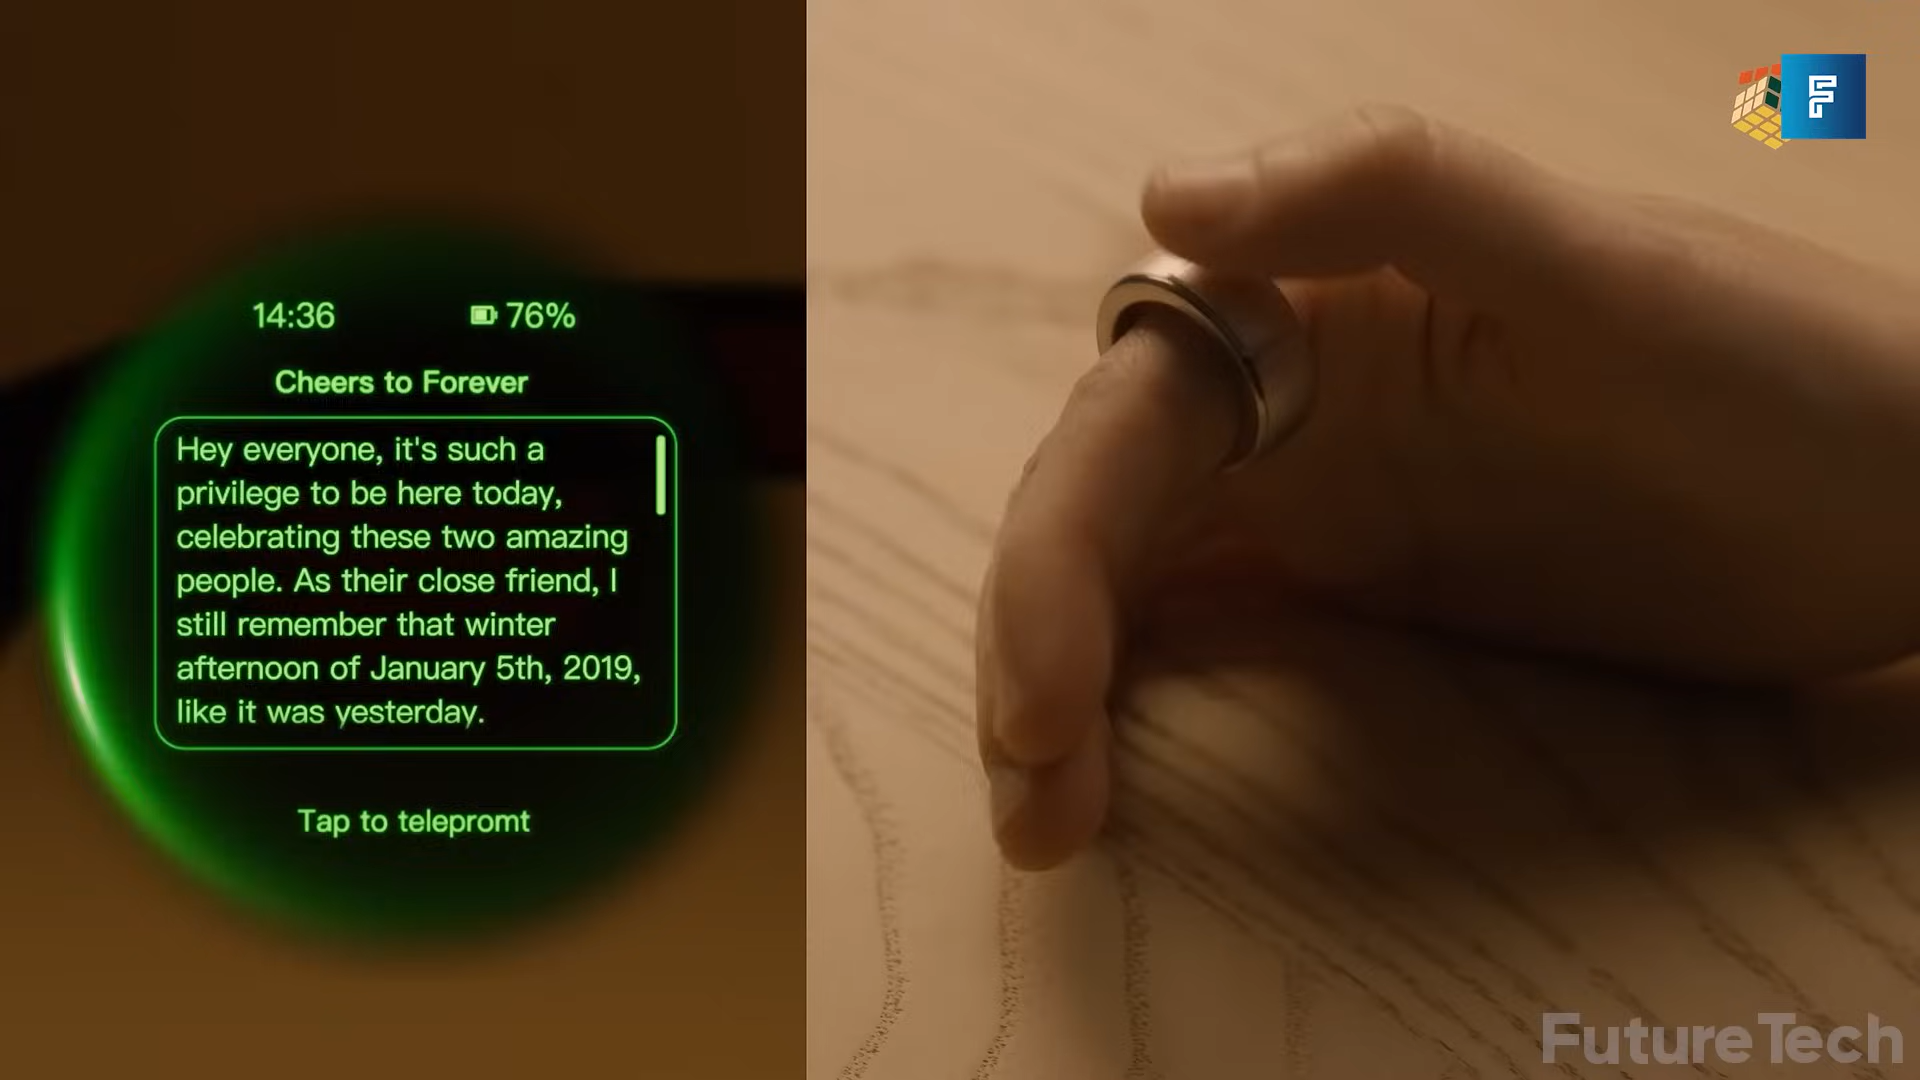 14:36 76%
Cheers to Forever
Hey everyone, it's such a
privilege to be here today,
celebrating these two amazing
people. As their close friend, I
still remember that winter
afternoon of January 5th, 2019,
like it was yesterday.
Tap to telepromt
F
FutureTech